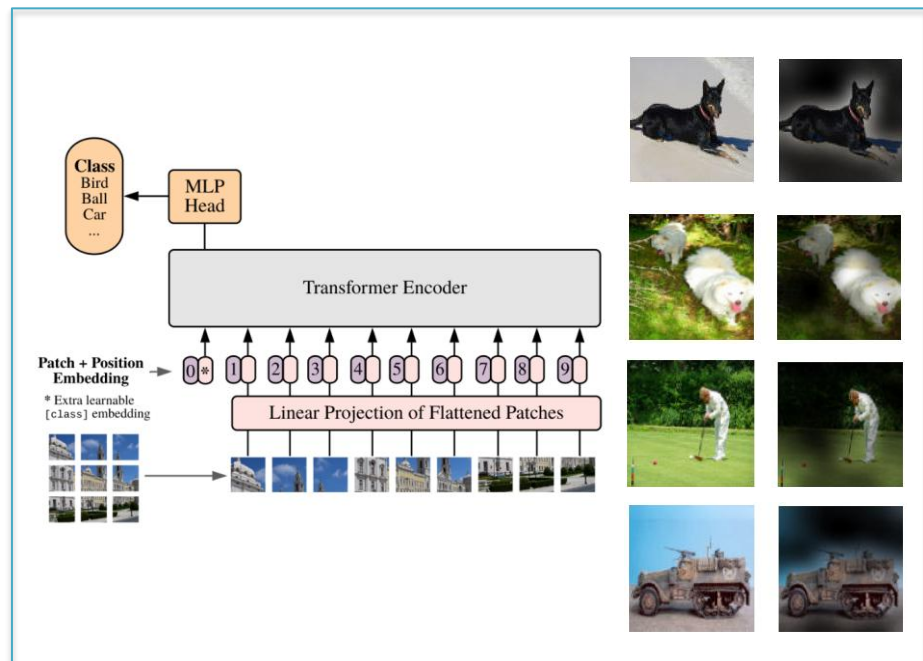 Class
Bird
Ball
Car
...
MLP
Head
Transformer Encoder
Patch + Position
Embedding
0 * 1 2 3 4 5 6 7 8 9
* Extra learnable
[class] embedding
Linear Projection of Flattened Patches